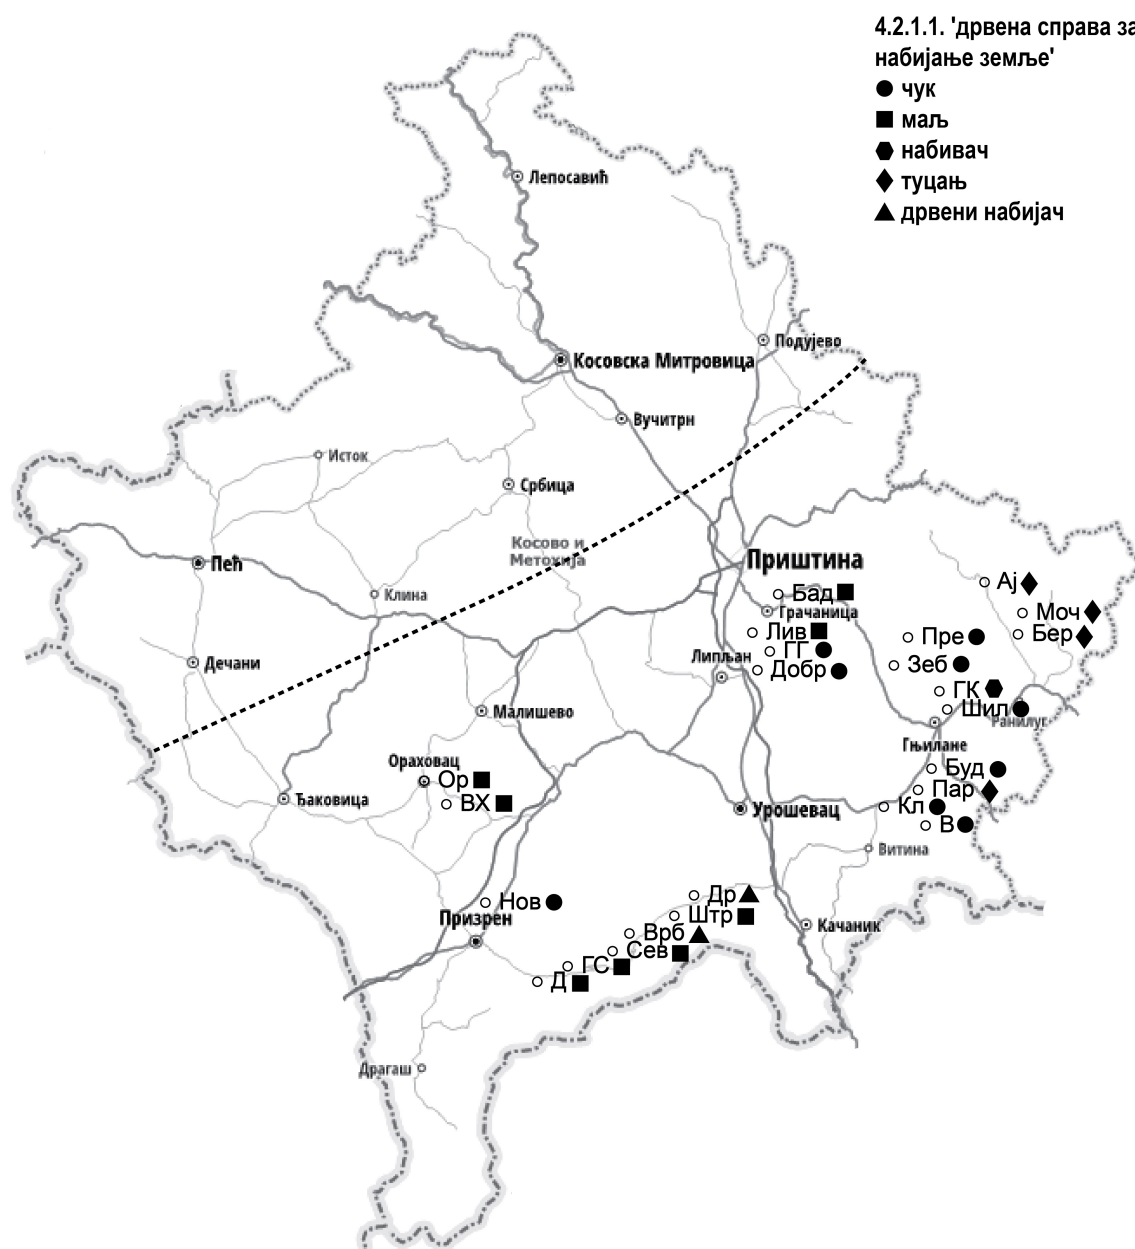 4.2.1.1. 'дрвена справа за
набијање земље'
чук
маљ
набивач
туцањ
дрвени набијач
Лепосавић
Подујево
Косовска Митровица
Вучитрн
Исток
Србица
Косово и
Метохија
Приштина
Пећ
Клина
Ај
Бад
Грачаница
Моч
Лив
Пре
Бер
ГГ
Липљан
Дечани
Добр
Зеб
ГК
Малишево
Шил
Ранилуг
Гњилане
Ораховац
Ор
Буд
Ђаковица
ВХ
Пар
Урошевац
Кл
В
Витина
Др
Нов
Штр
Призрен
Качаник
Врб
Сев
ГС
Д
Драгаш